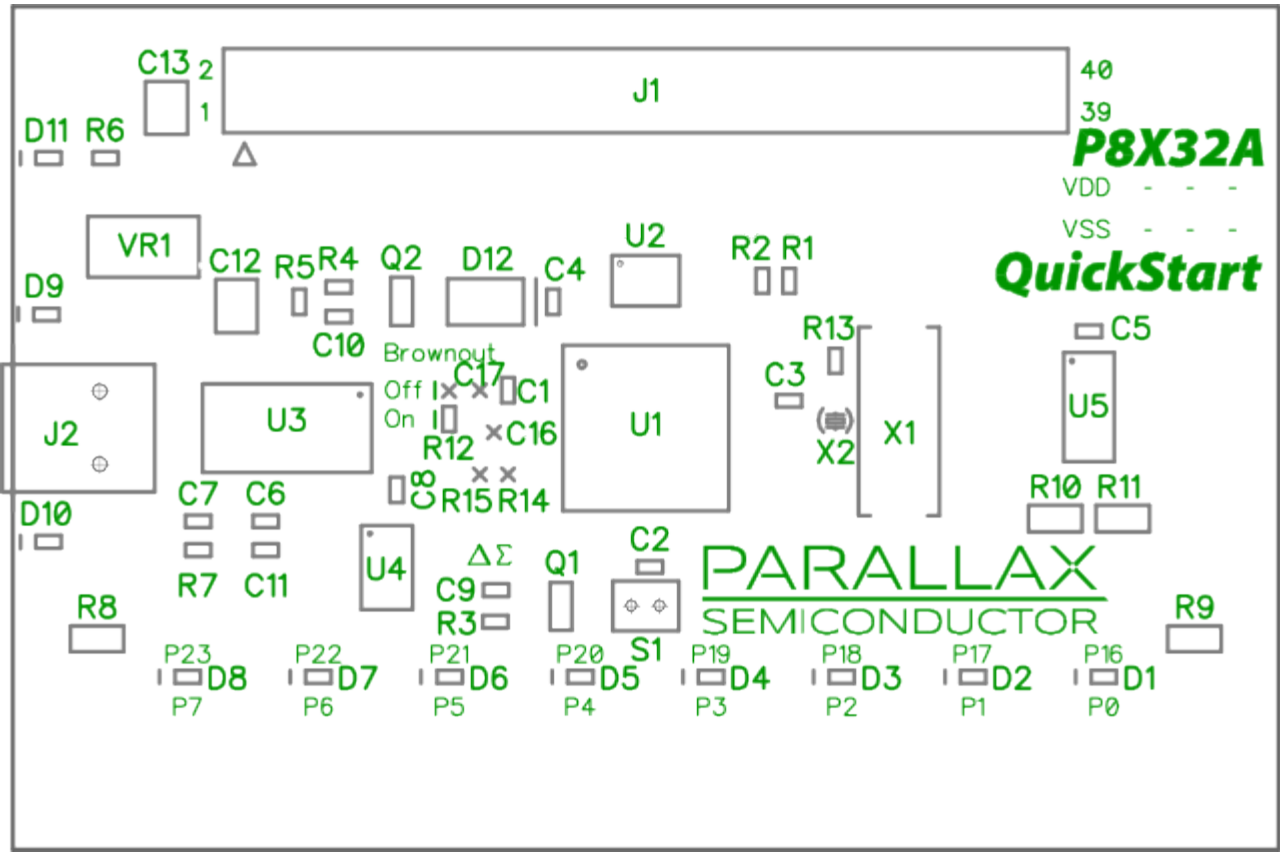 C13 2 J1 40
1 39
D11 R6 P8X32A
VDD - - -
VSS - - -
VR1 U2 R2 R1
C12 R5 R4 Q2 D12 C4 QuickStart
D9
C10 R13 C5
Brownout
Off C17 C1 C3
On U3 U1 U5
J2 R12 C16 X2 X1
C7 C6 C8 R15 R14 R10 R11
D10
ΔΣ Q1 C2 PARALLAX
R7 C11 U4 C9
R8 R3 SEMICONDUCTOR R9
S1
P23 P22 P21 P20 P19 P18 P17 P16
D8 D7 D6 D5 D4 D3 D2 D1
P7 P6 P5 P4 P3 P2 P1 P0